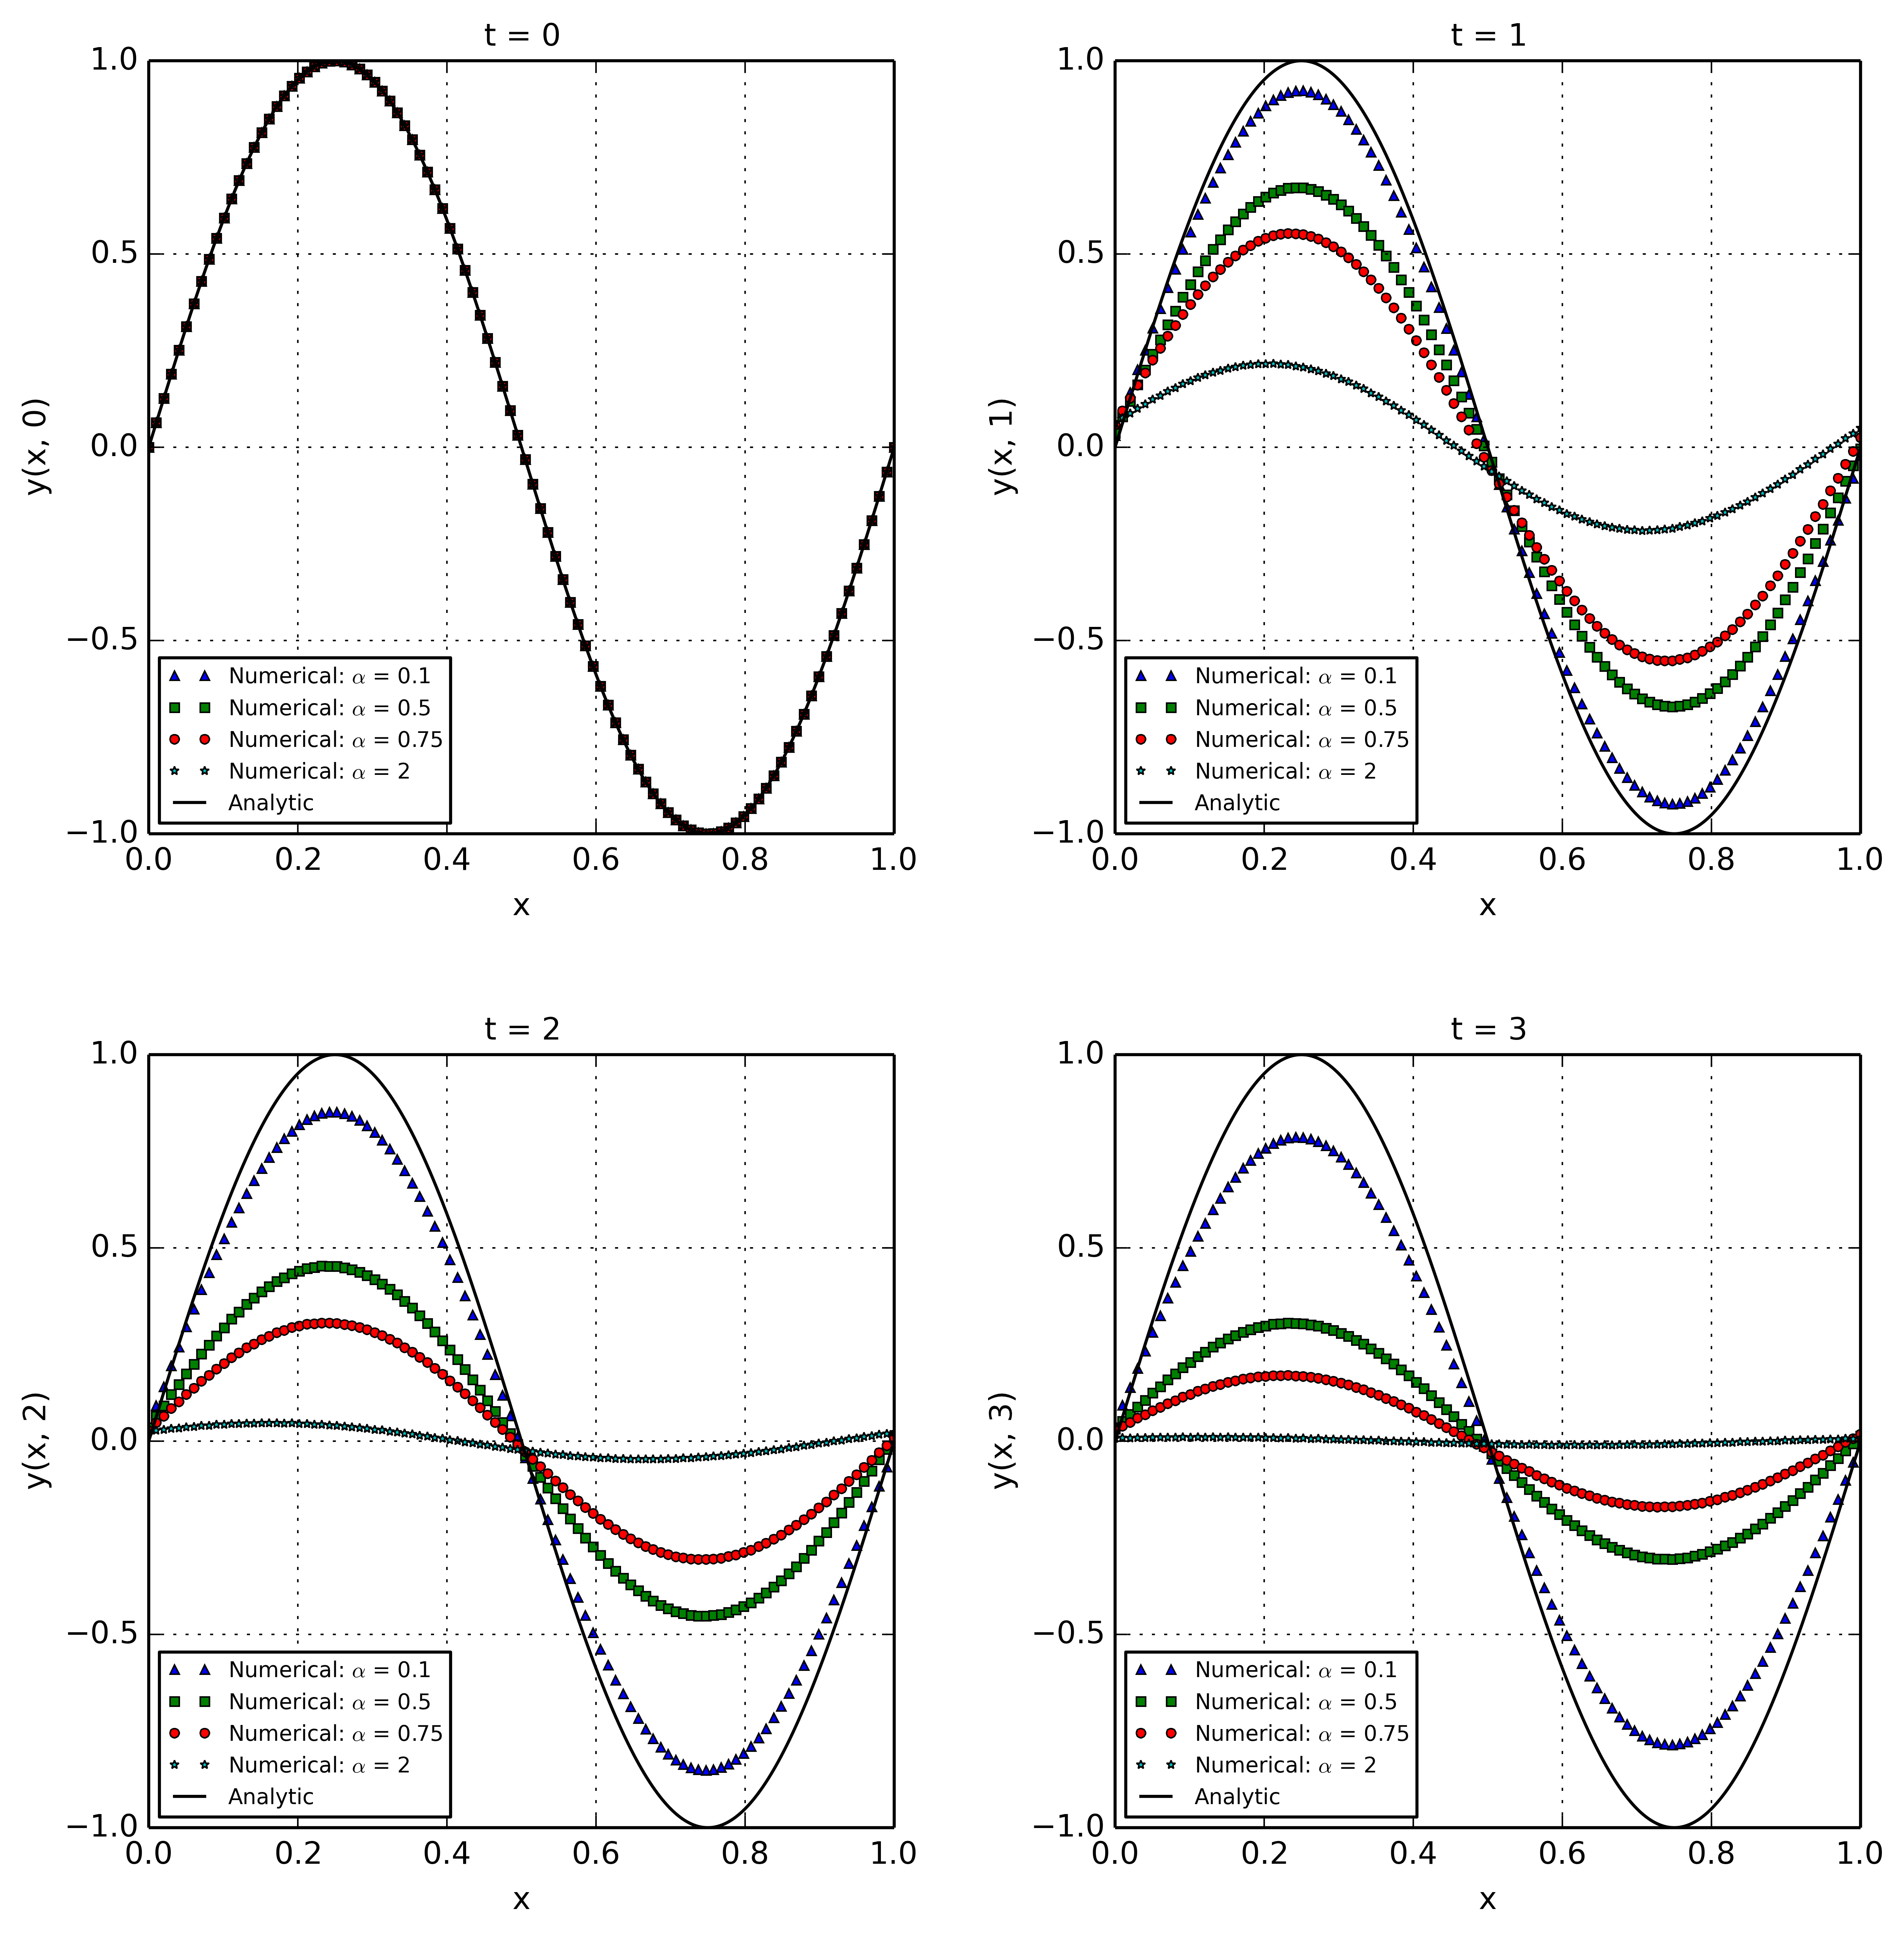 t = 0
y(x, 0)
1.0
0.5
0.0
−0.5
−1.0
Numerical: α = 0.1
Numerical: α = 0.5
Numerical: α = 0.75
Numerical: α = 2
Analytic
0.0 0.2 0.4 0.6 0.8 1.0
x
t = 1
y(x, 1)
1.0
0.5
0.0
−0.5
−1.0
Numerical: α = 0.1
Numerical: α = 0.5
Numerical: α = 0.75
Numerical: α = 2
Analytic
0.0 0.2 0.4 0.6 0.8 1.0
x
t = 2
y(x, 2)
1.0
0.5
0.0
−0.5
−1.0
Numerical: α = 0.1
Numerical: α = 0.5
Numerical: α = 0.75
Numerical: α = 2
Analytic
0.0 0.2 0.4 0.6 0.8 1.0
x
t = 3
y(x, 3)
1.0
0.5
0.0
−0.5
−1.0
Numerical: α = 0.1
Numerical: α = 0.5
Numerical: α = 0.75
Numerical: α = 2
Analytic
0.0 0.2 0.4 0.6 0.8 1.0
x